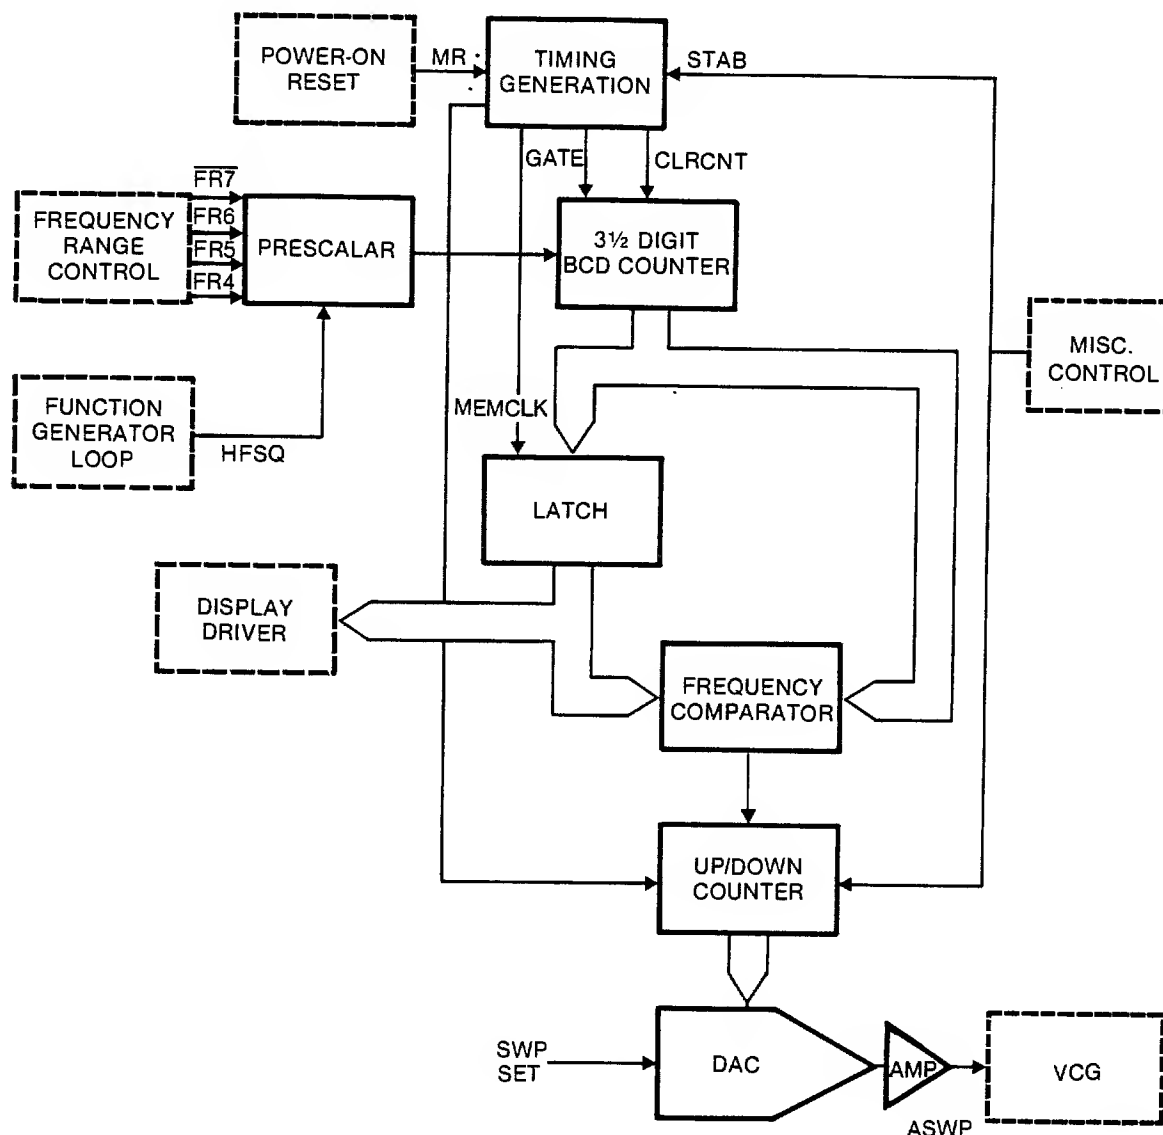 POWER-ON
RESET
MR
TIMING
GENERATION
STAB
GATE
CLRCNT
FREQUENCY
RANGE
CONTROL
FR7
FR6
FR5
FR4
PRESCALAR
3½ DIGIT
BCD COUNTER
MISC.
CONTROL
FUNCTION
GENERATOR
LOOP
HFSQ
MEMCLK
LATCH
DISPLAY
DRIVER
FREQUENCY
COMPARATOR
UP/DOWN
COUNTER
SWP
SET
DAC
AMP
VCG
ASWP